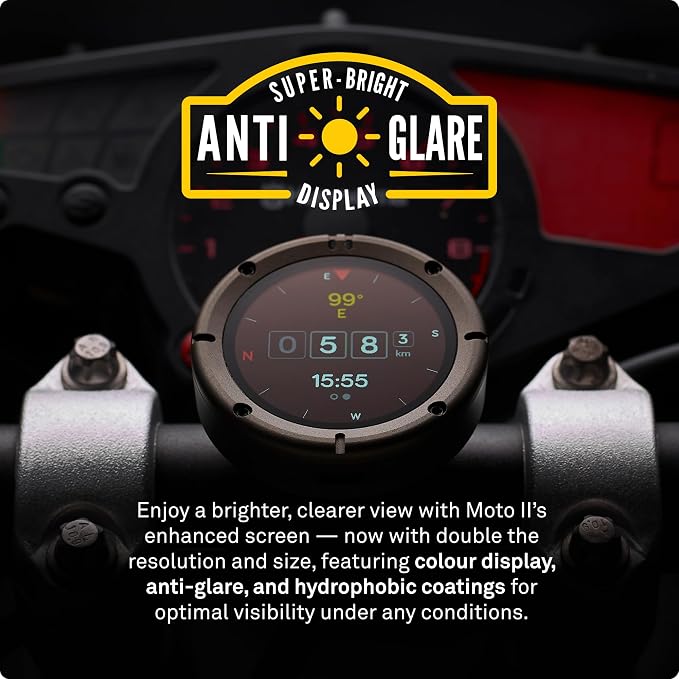 SUPER-BRIGHT
ANTI GLARE
DISPLAY
E
99°
E
0 5 8 3
km
N
S
15:55
W
Enjoy a brighter, clearer view with Moto II's
enhanced screen — now with double the
resolution and size, featuring colour display,
anti-glare, and hydrophobic coatings for
optimal visibility under any conditions.